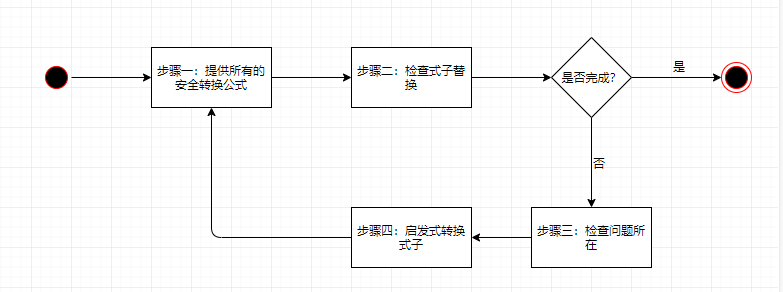 步骤一：提供所有的
安全转换公式
步骤二：检查式子替
换
是否完成？
是
否
步骤四：启发式转换
式子
步骤三：检查问题所
在